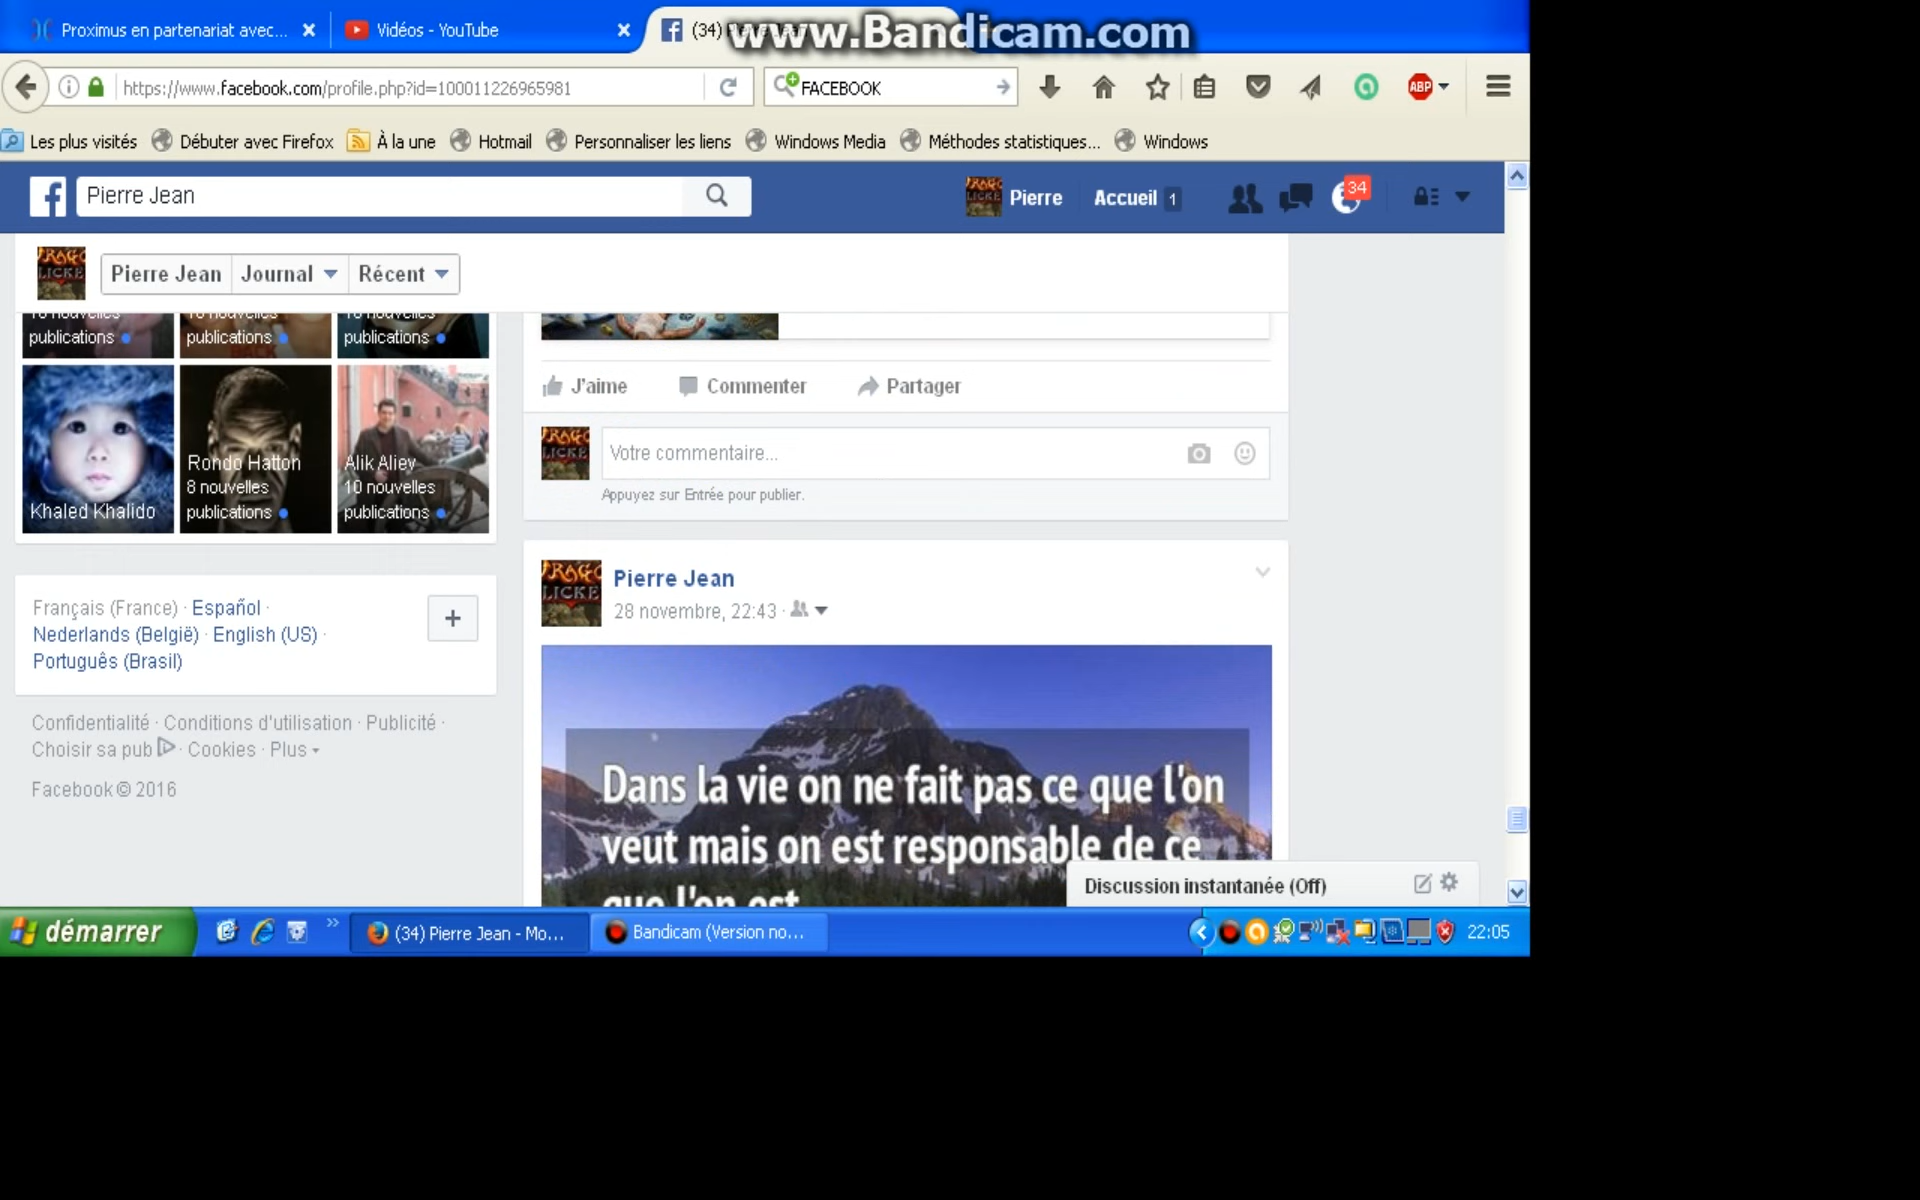 Proximus en partenariat avec...
Vidéos - YouTube
(34)
www.Bandicam.com
https://www.facebook.com/profile.php?id=100011226965981
FACEBOOK
ABP
Les plus visités
Débuter avec Firefox
À la une
Hotmail
Personnaliser les liens
Windows Media
Méthodes statistiques...
Windows
Pierre Jean
Pierre
Accueil 1
34
Pierre Jean
Journal
Récent
publications
publications
publications
Khaled Khalido
Rondo Hatton
8 nouvelles
publications
Alik Aliev
10 nouvelles
publications
J'aime
Commenter
Partager
Votre commentaire...
Appuyez sur Entrée pour publier.
Français (France) · Español ·
Nederlands (België) · English (US) ·
Português (Brasil)
+
Confidentialité · Conditions d'utilisation · Publicité ·
Choisir sa pub · Cookies · Plus
Facebook © 2016
Pierre Jean
28 novembre, 22:43 ·
Dans la vie on ne fait pas ce que l'on
veut mais on est responsable de ce
que l'on est
Discussion instantanée (Off)
démarrer
(34) Pierre Jean - Mo...
Bandicam (Version no...
22:05